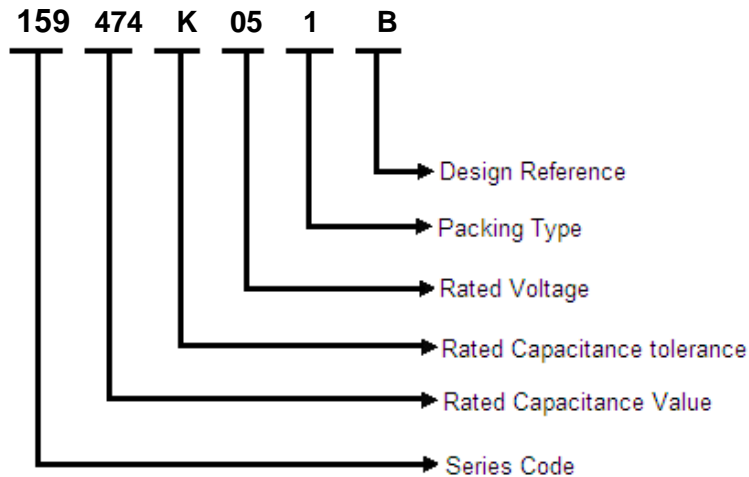 159 474 K 05 1 B
Design Reference
Packing Type
Rated Voltage
Rated Capacitance tolerance
Rated Capacitance Value
Series Code